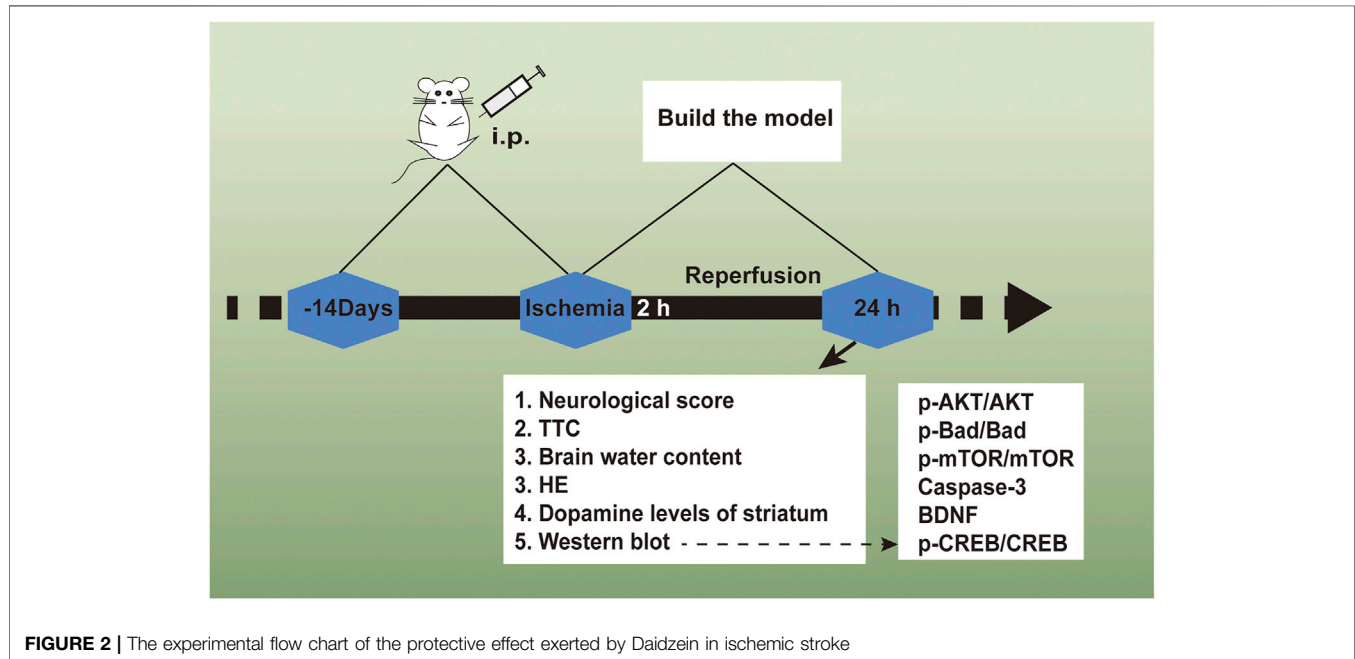 i.p.
Build the model
Reperfusion
-14Days
Ischemia
2 h
24 h
1. Neurological score
2. TTC
3. Brain water content
3. HE
4. Dopamine levels of striatum
5. Western blot
p-AKT/AKT
p-Bad/Bad
p-mTOR/mTOR
Caspase-3
BDNF
p-CREB/CREB
FIGURE 2 | The experimental flow chart of the protective effect exerted by Daidzein in ischemic stroke